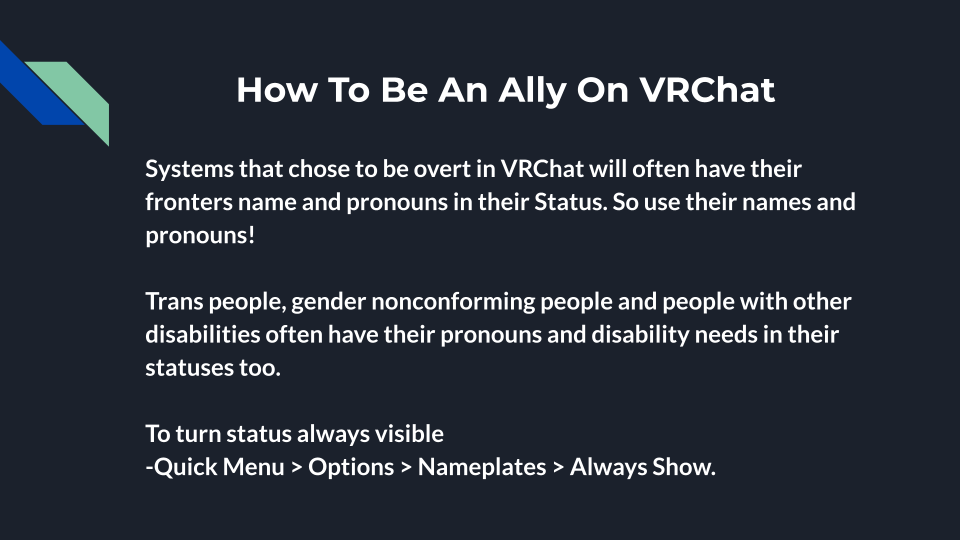 How To Be An Ally On VRChat
Systems that chose to be overt in VRChat will often have their
fronters name and pronouns in their Status. So use their names and
pronouns!
Trans people, gender nonconforming people and people with other
disabilities often have their pronouns and disability needs in their
statuses too.
To turn status always visible
-Quick Menu > Options > Nameplates > Always Show.